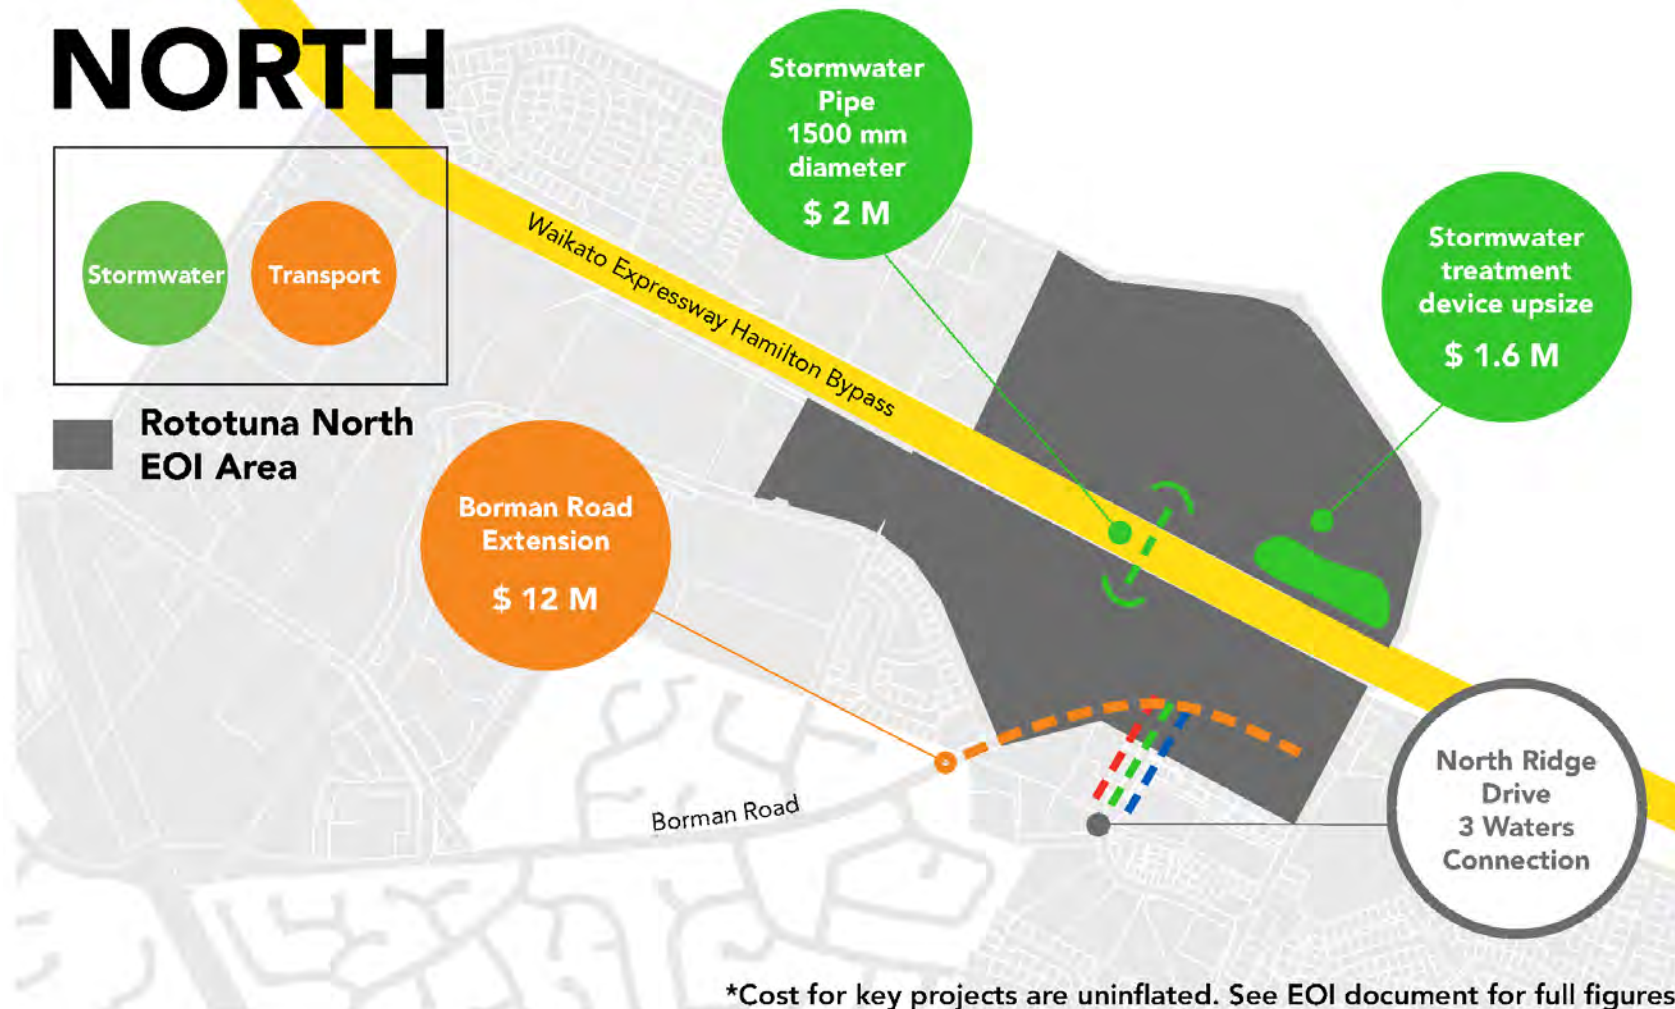 NORTH
Stormwater
Transport
Rototuna North
EOI Area
Stormwater
Pipe
1500 mm
diameter
$ 2 M
Stormwater
treatment
device upsize
$ 1.6 M
Waikato Expressway Hamilton Bypass
Borman Road
Extension
$ 12 M
Borman Road
North Ridge
Drive
3 Waters
Connection
*Cost for key projects are uninflated. See EOI document for full figures